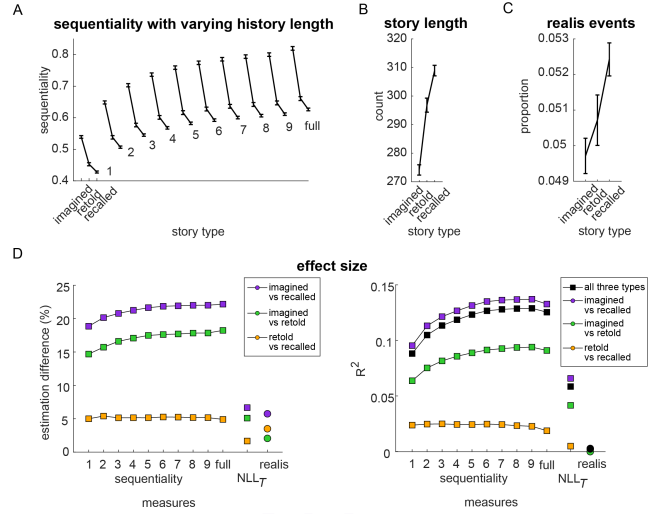 A
sequentiality with varying history length
sequentiality
0.8
0.7
0.6
0.5
0.4
1
2
3
4
5
6
7
8
9
full
imagined
retold
recalled
story type
B
story length
count
320
310
300
290
280
270
imagined
retold
recalled
story type
C
realis events
proportion
0.053
0.052
0.051
0.05
0.049
imagined
retold
recalled
story type
D
effect size
estimation difference (%)
25
20
15
10
5
0
1 2 3 4 5 6 7 8 9 full
sequentiality
NLL_T
realis
measures
imagined
vs recalled
imagined
vs retold
retold
vs recalled
R²
0.15
0.1
0.05
0
1 2 3 4 5 6 7 8 9 full
sequentiality
NLL_T
realis
measures
all three types
imagined
vs recalled
imagined
vs retold
retold
vs recalled